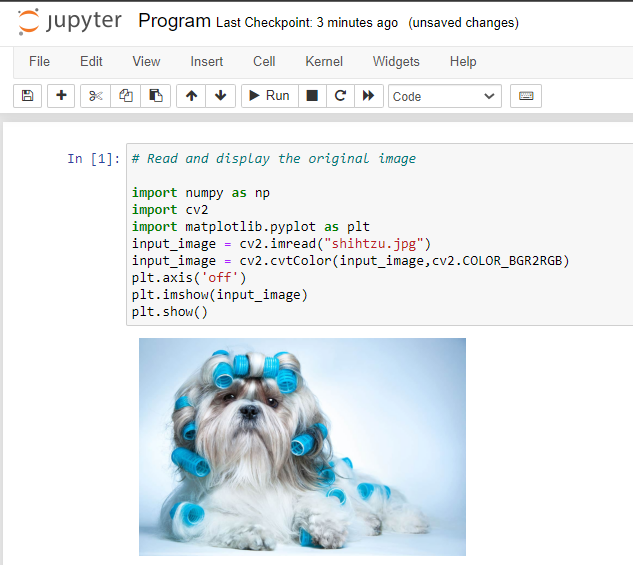 jupyter Program Last Checkpoint: 3 minutes ago (unsaved changes)
File Edit View Insert Cell Kernel Widgets Help
Run Code
In [1]: # Read and display the original image
import numpy as np
import cv2
import matplotlib.pyplot as plt
input_image = cv2.imread("shihtzu.jpg")
input_image = cv2.cvtColor(input_image,cv2.COLOR_BGR2RGB)
plt.axis('off')
plt.imshow(input_image)
plt.show()